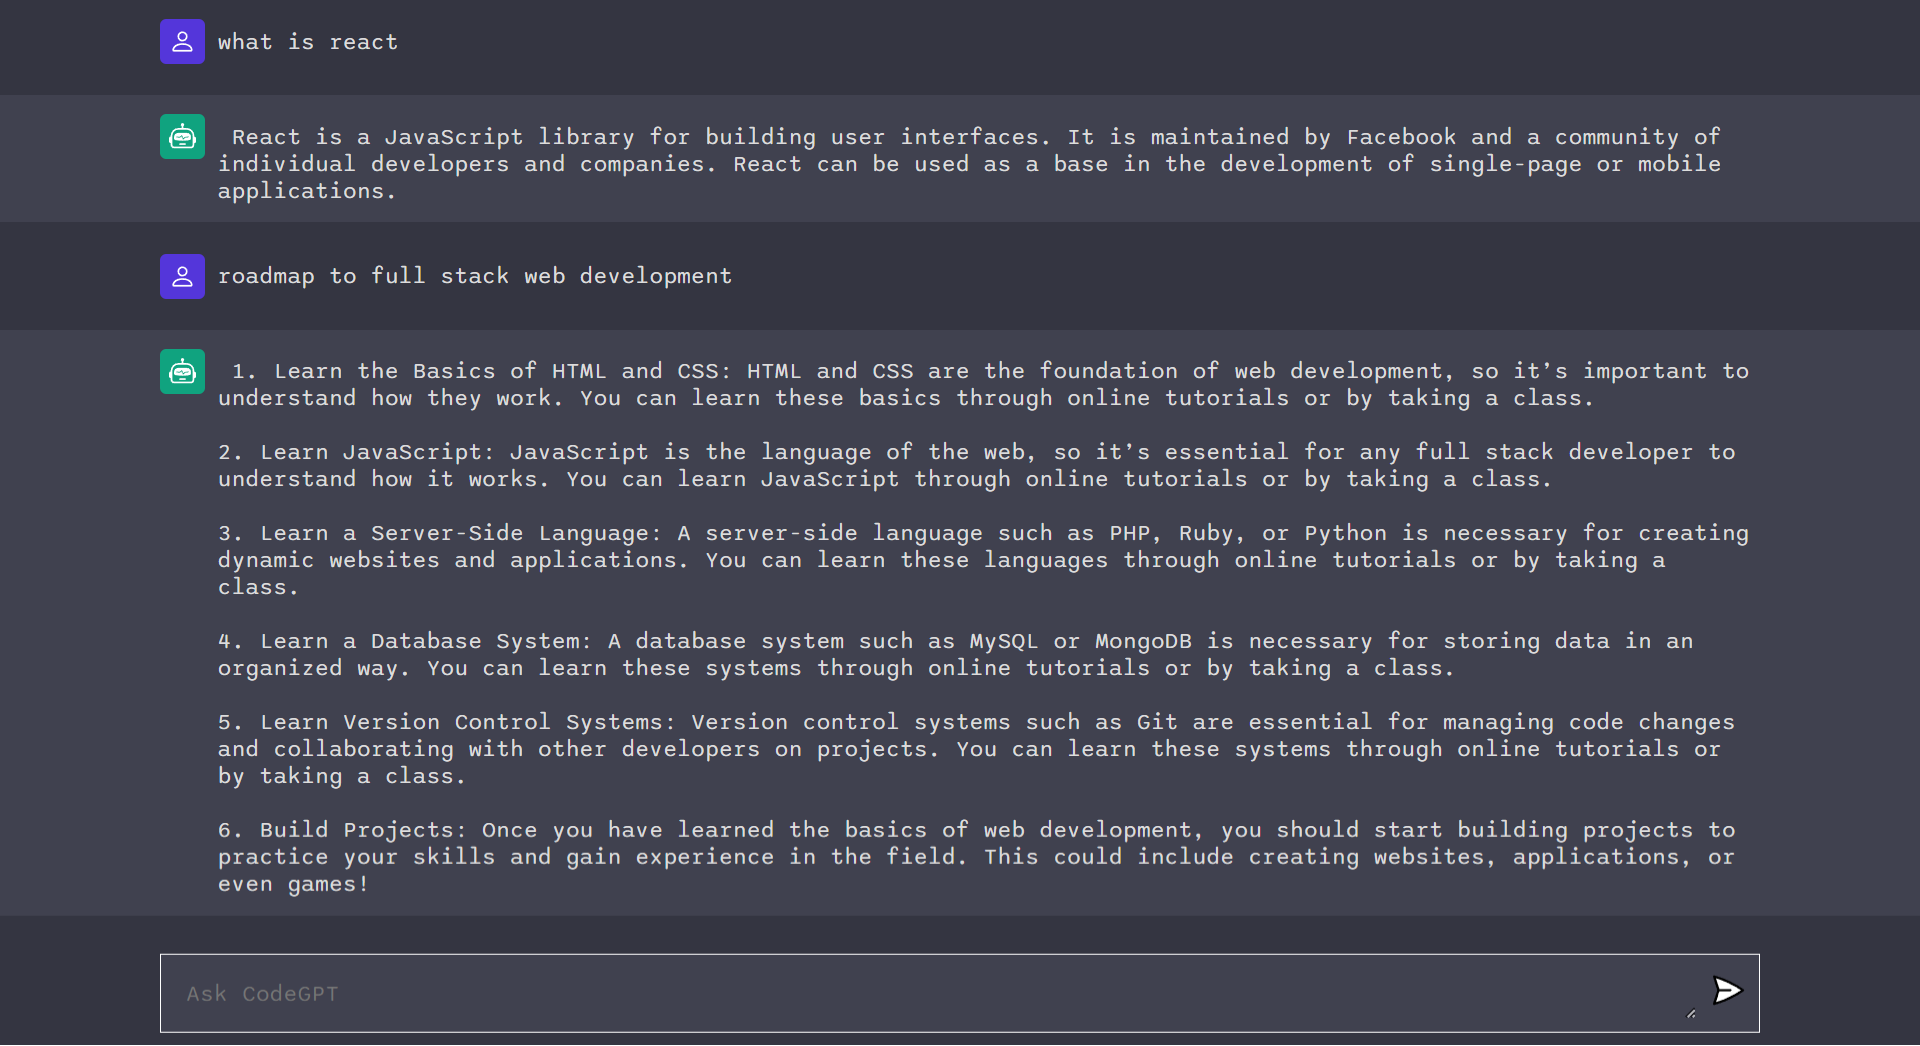 what is react
React is a JavaScript library for building user interfaces. It is maintained by Facebook and a community of
individual developers and companies. React can be used as a base in the development of single-page or mobile
applications.
roadmap to full stack web development
1. Learn the Basics of HTML and CSS: HTML and CSS are the foundation of web development, so it’s important to
understand how they work. You can learn these basics through online tutorials or by taking a class.
2. Learn JavaScript: JavaScript is the language of the web, so it’s essential for any full stack developer to
understand how it works. You can learn JavaScript through online tutorials or by taking a class.
3. Learn a Server-Side Language: A server-side language such as PHP, Ruby, or Python is necessary for creating
dynamic websites and applications. You can learn these languages through online tutorials or by taking a
class.
4. Learn a Database System: A database system such as MySQL or MongoDB is necessary for storing data in an
organized way. You can learn these systems through online tutorials or by taking a class.
5. Learn Version Control Systems: Version control systems such as Git are essential for managing code changes
and collaborating with other developers on projects. You can learn these systems through online tutorials or
by taking a class.
6. Build Projects: Once you have learned the basics of web development, you should start building projects to
practice your skills and gain experience in the field. This could include creating websites, applications, or
even games!
Ask CodeGPT